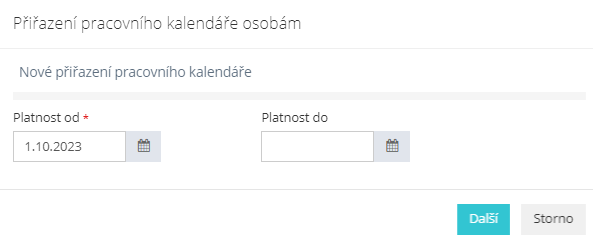 Přiřazení pracovního kalendáře osobám
Nové přiřazení pracovního kalendáře
Platnost od * Platnost do
1.10.2023
Další Storno